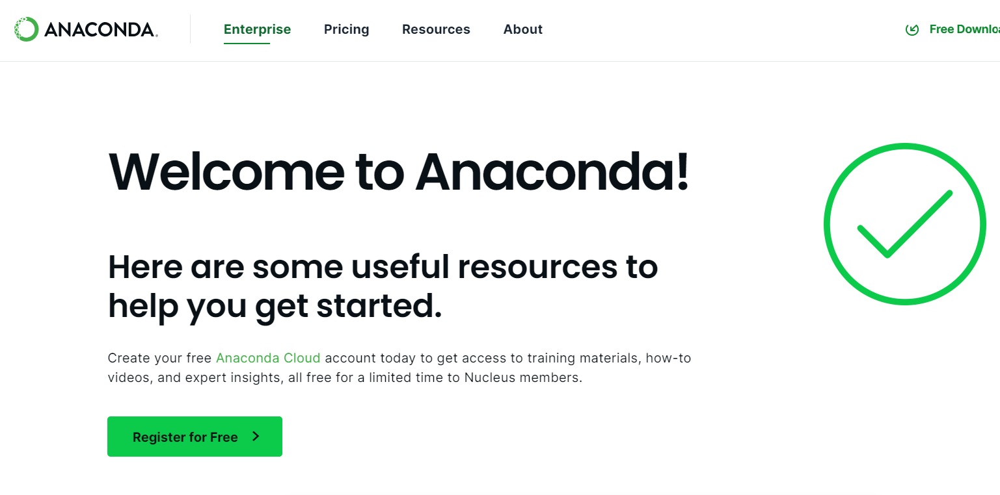 ANACONDA®
Enterprise
Pricing
Resources
About
Free
Welcome to Anaconda!
Here are some useful resources to
help you get started.
Create your free Anaconda Cloud account today to get access to training materials, how-to
videos, and expert insights, all free for a limited time to Nucleus members.
Register for Free